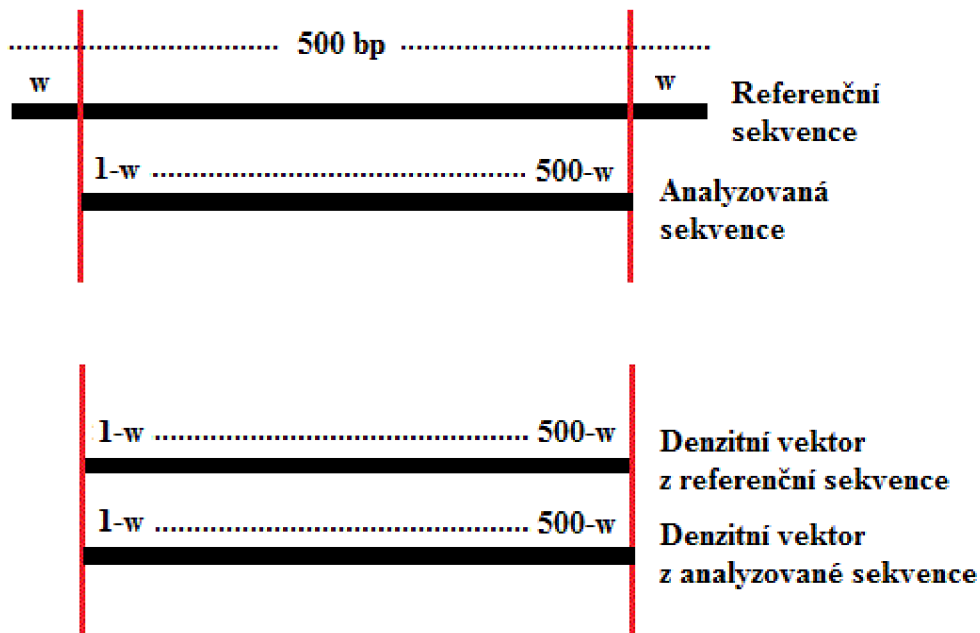 500 bp
w w
Referenční
sekvence
1-w 500-w
Analyzovaná
sekvence
1-w 500-w
Denzitní vektor
z referenční sekvence
1-w 500-w
Denzitní vektor
z analyzované sekvence